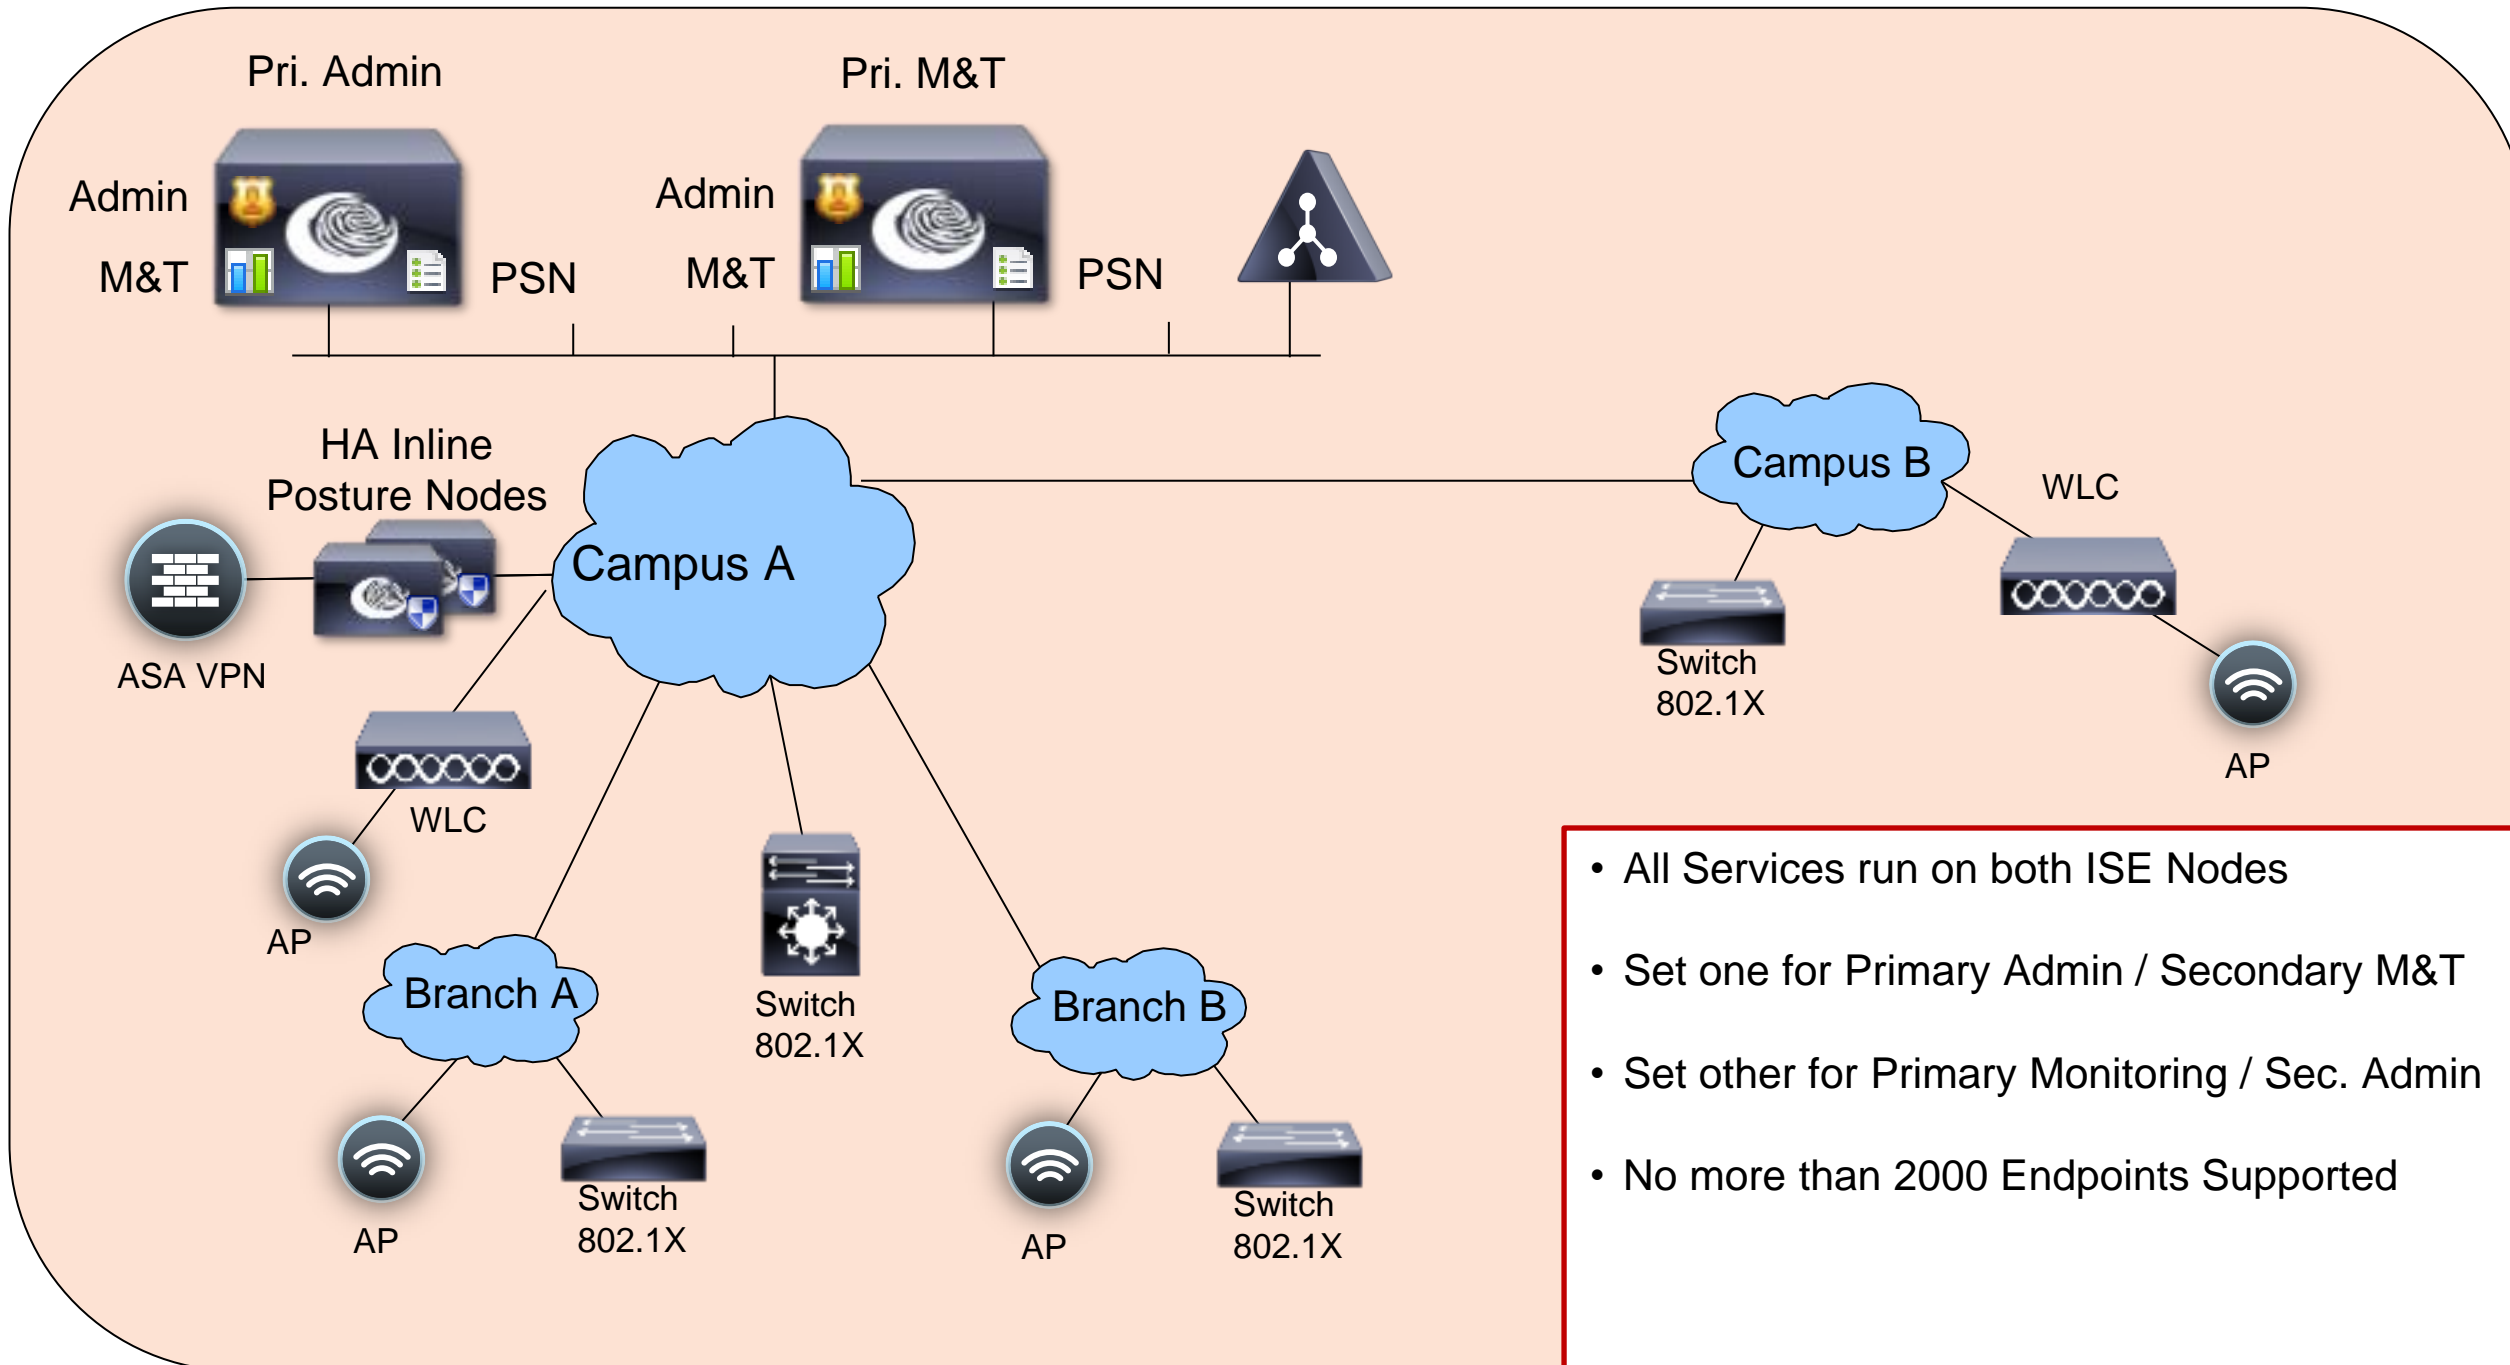 Pri. Admin
Pri. M&T
Admin
M&T
PSN
Admin
M&T
PSN
HA Inline
Posture Nodes
Campus A
Campus B
WLC
ASA VPN
Switch
802.1X
AP
WLC
AP
Branch A
Switch
802.1X
Branch B
AP
Switch
802.1X
AP
Switch
802.1X
• All Services run on both ISE Nodes
• Set one for Primary Admin / Secondary M&T
• Set other for Primary Monitoring / Sec. Admin
• No more than 2000 Endpoints Supported